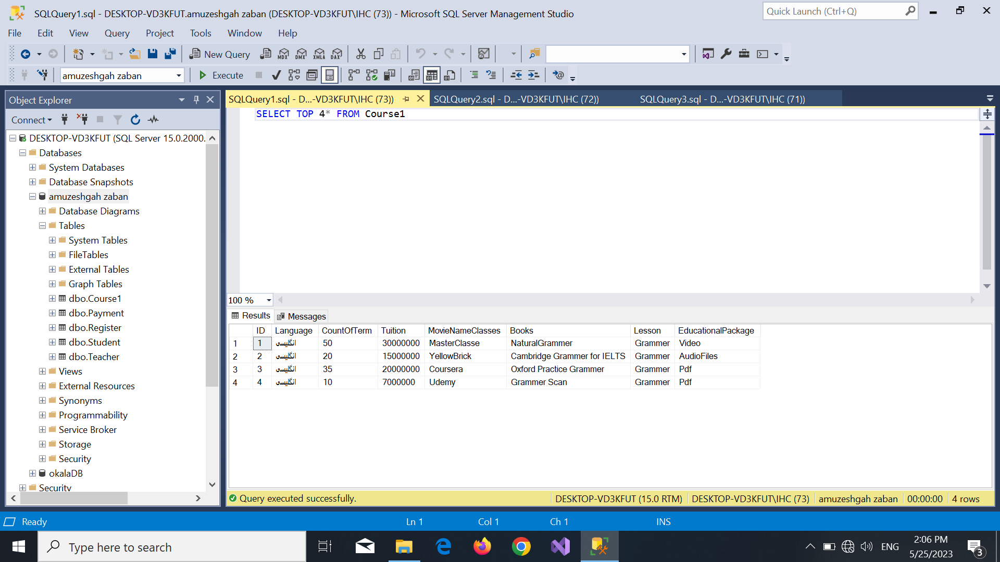 SQLQuery1.sql - DESKTOP-VD3KFUT.amuzeshgah zaban (DESKTOP-VD3KFUT\IHC (73)) - Microsoft SQL Server Management Studio
Quick Launch (Ctrl+Q)
File Edit View Query Project Tools Window Help
New Query MDX DMX XMLA DAX
amuzeshgah zaban Execute
Object Explorer
Connect
DESKTOP-VD3KFUT (SQL Server 15.0.2000.
Databases
System Databases
Database Snapshots
amuzeshgah zaban
Database Diagrams
Tables
System Tables
FileTables
External Tables
Graph Tables
dbo.Course1
dbo.Payment
dbo.Register
dbo.Student
dbo.Teacher
Views
External Resources
Synonyms
Programmability
Service Broker
Storage
Security
okalaDB
Security
SQLQuery1.sql - D...-VD3KFUT\IHC (73)) SQLQuery2.sql - D...-VD3KFUT\IHC (72)) SQLQuery3.sql - D...-VD3KFUT\IHC (71))
SELECT TOP 4* FROM Course1
100 %
Results Messages
ID Language CountOfTerm Tuition MovieNameClasses Books Lesson EducationalPackage
1 1 انگلیسی 50 30000000 MasterClasse NaturalGrammer Grammer Video
2 2 انگلیسی 20 15000000 YellowBrick Cambridge Grammer for IELTS Grammer AudioFiles
3 3 انگلیسی 35 20000000 Coursera Oxford Practice Grammer Grammer Pdf
4 4 انگلیسی 10 7000000 Udemy Grammer Scan Grammer Pdf
Query executed successfully. DESKTOP-VD3KFUT (15.0 RTM) DESKTOP-VD3KFUT\IHC (73) amuzeshgah zaban 00:00:00 4 rows
Ready Ln 1 Col 1 Ch 1 INS
Type here to search
ENG
2:06 PM
5/25/2023
3